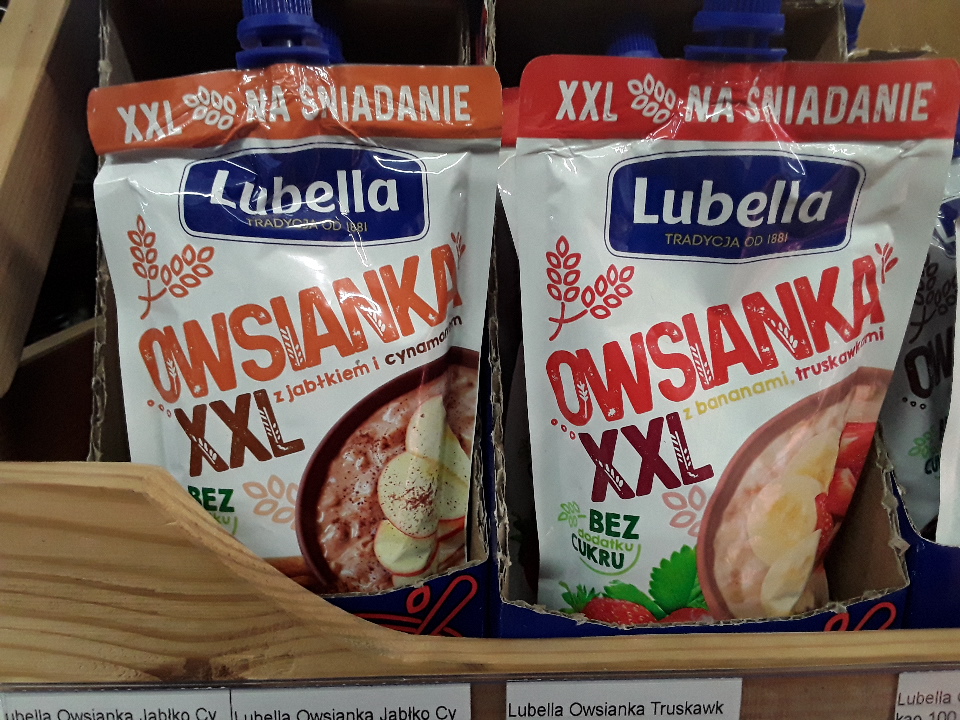 XXL NA ŚNIADANIE
Lubella
TRADYCJA OD 1881
OWSIANKA
z jabłkiem i cynamonem
XXL
BEZ
XXL NA ŚNIADANIE
Lubella
TRADYCJA OD 1881
OWSIANKA
z bananami, truskawkami
XXL
BEZ
dodatku
CUKRU
Lubella Owsianka Jabłko Cy
Lubella Owsianka Jabłko Cy
Lubella Owsianka Truskawk
Lubella